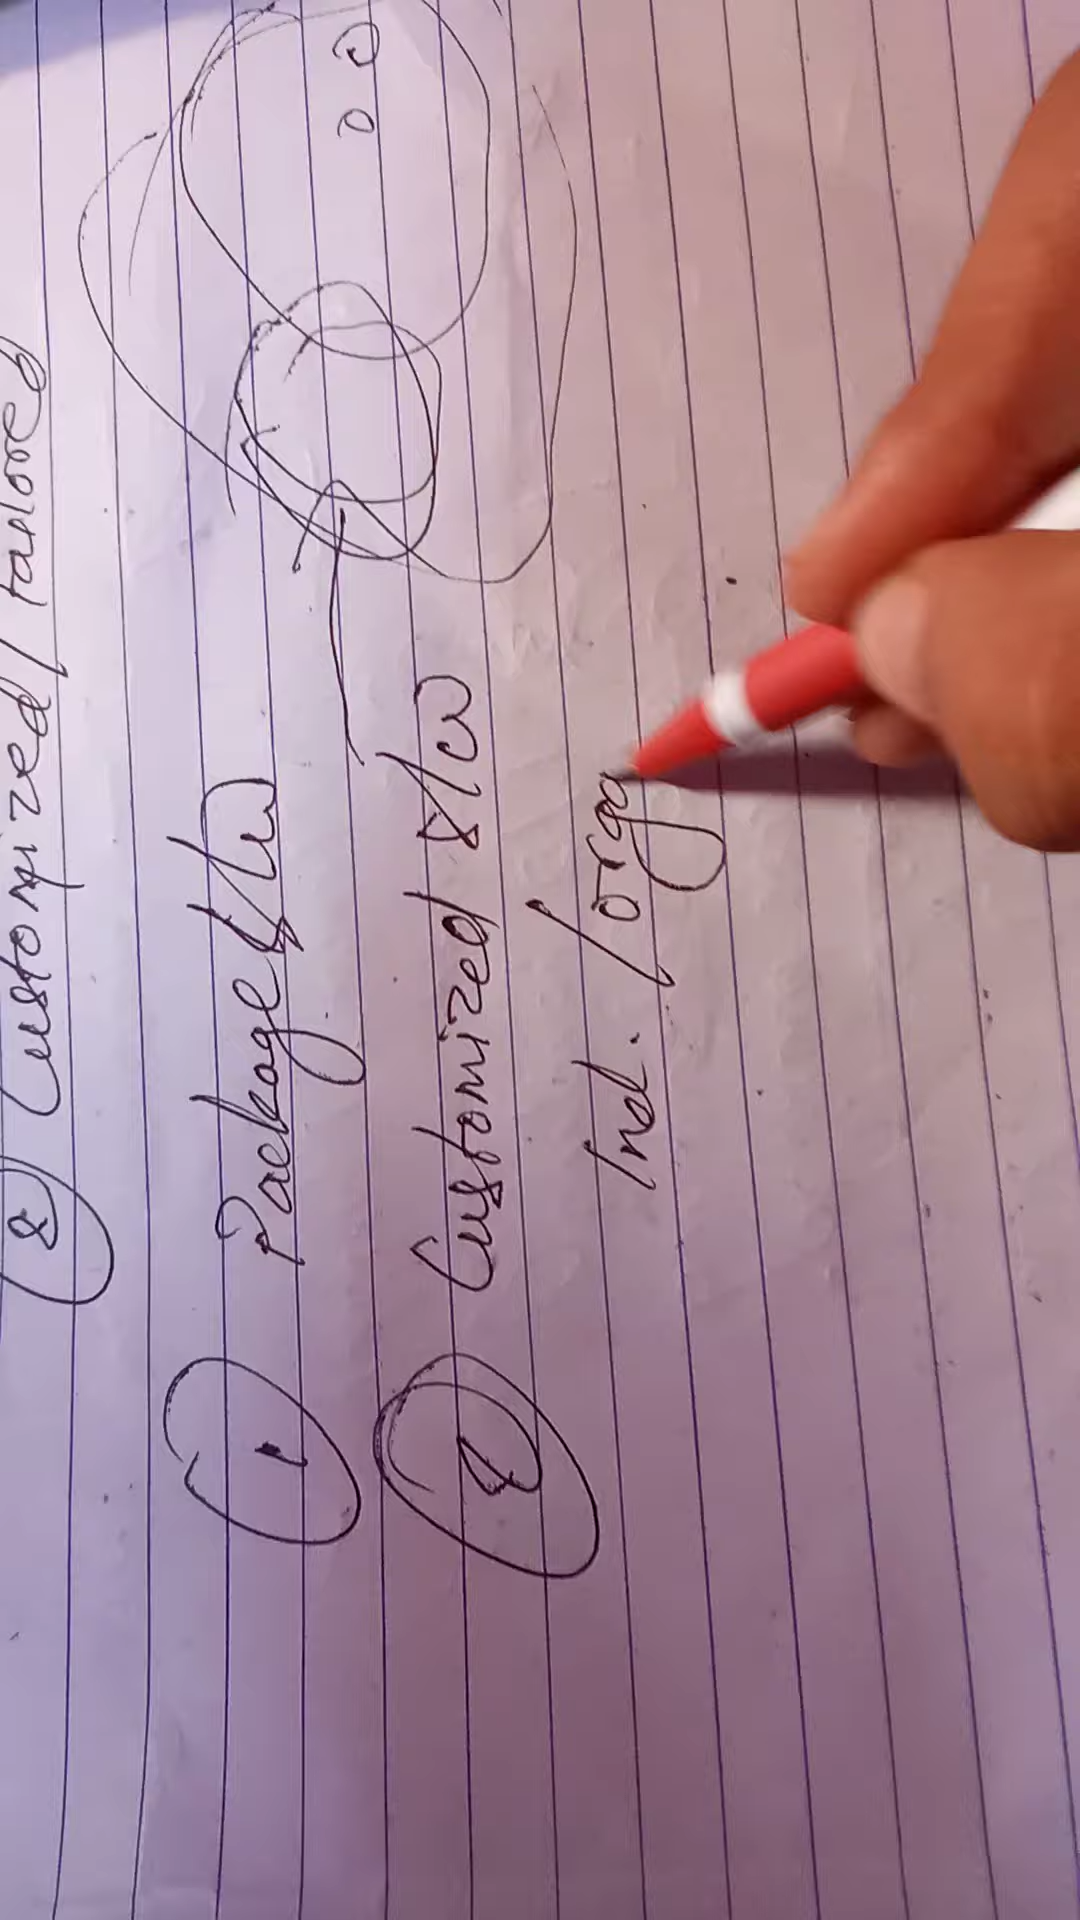 ② Customized / tailored
① Package S/w
② Customized S/w
Ind. / orga